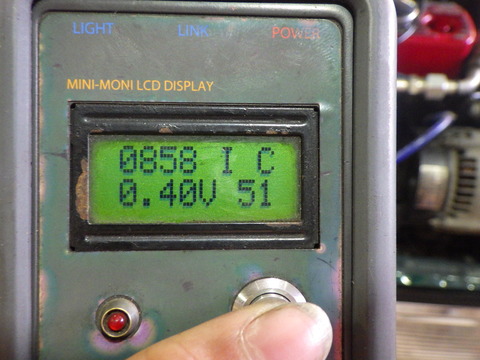 LIGHT LINK POWER
MINI-MONI LCD DISPLAY
0858 I C
0.40V 51